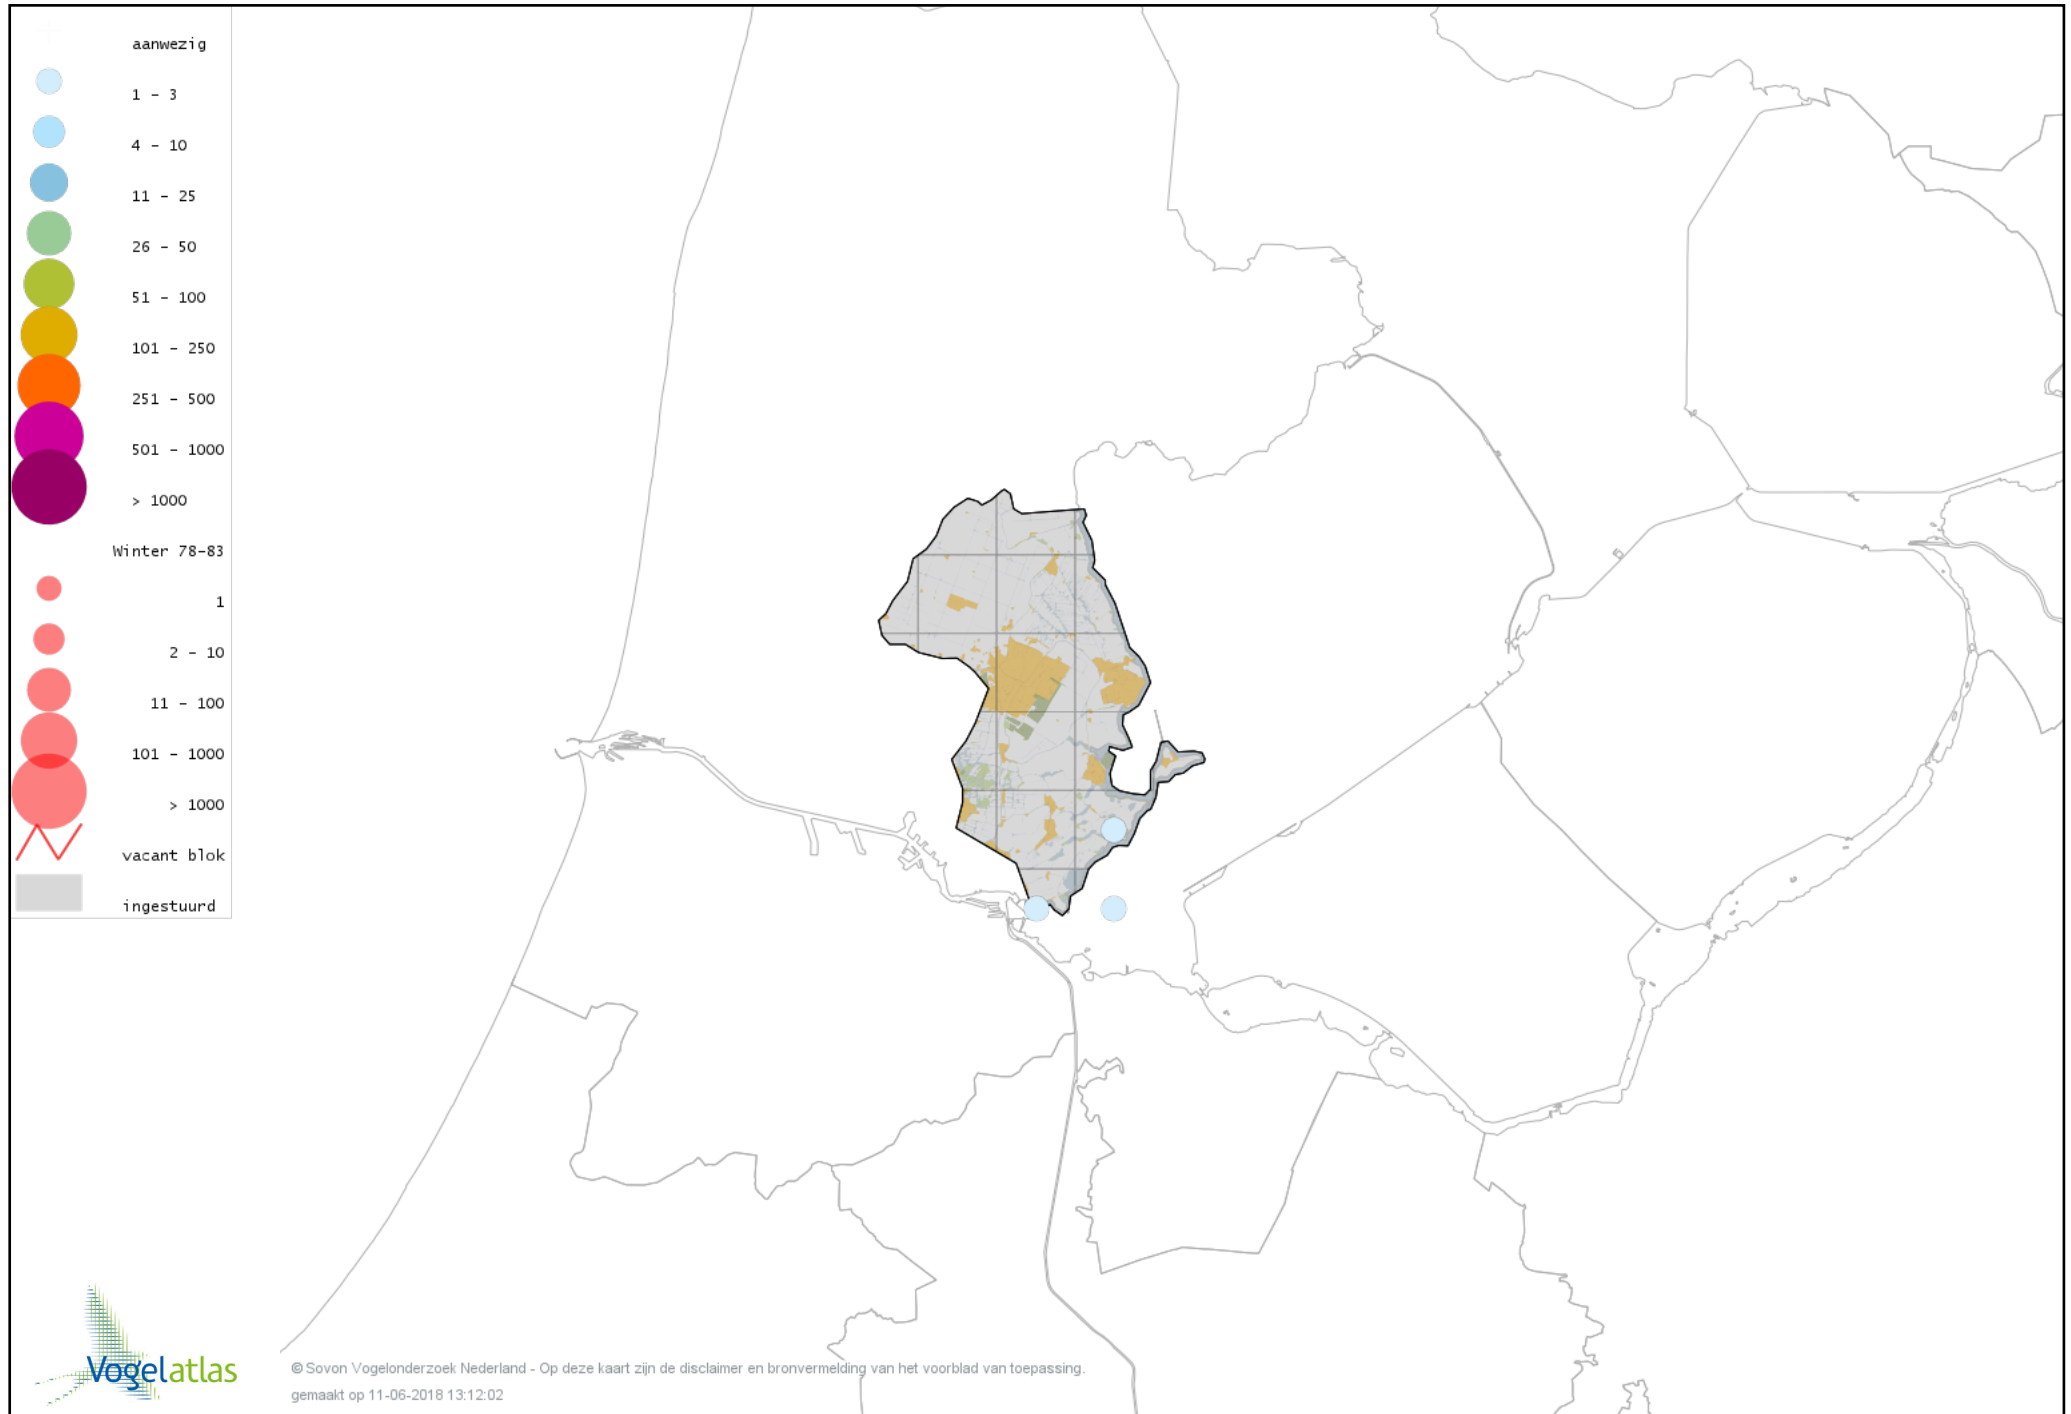 aanwezig
1 - 3
4 - 10
11 - 25
26 - 50
51 - 100
101 - 250
251 - 500
501 - 1000
> 1000
Winter 78-83
1
2 - 10
11 - 100
101 - 1000
> 1000
vacant blok
ingestuurd
Vogelatlas
© Sovon Vogelonderzoek Nederland - Op deze kaart zijn de disclaimer en bronvermelding van het voorblad van toepassing.
gemaakt op 11-06-2018 13:12:02